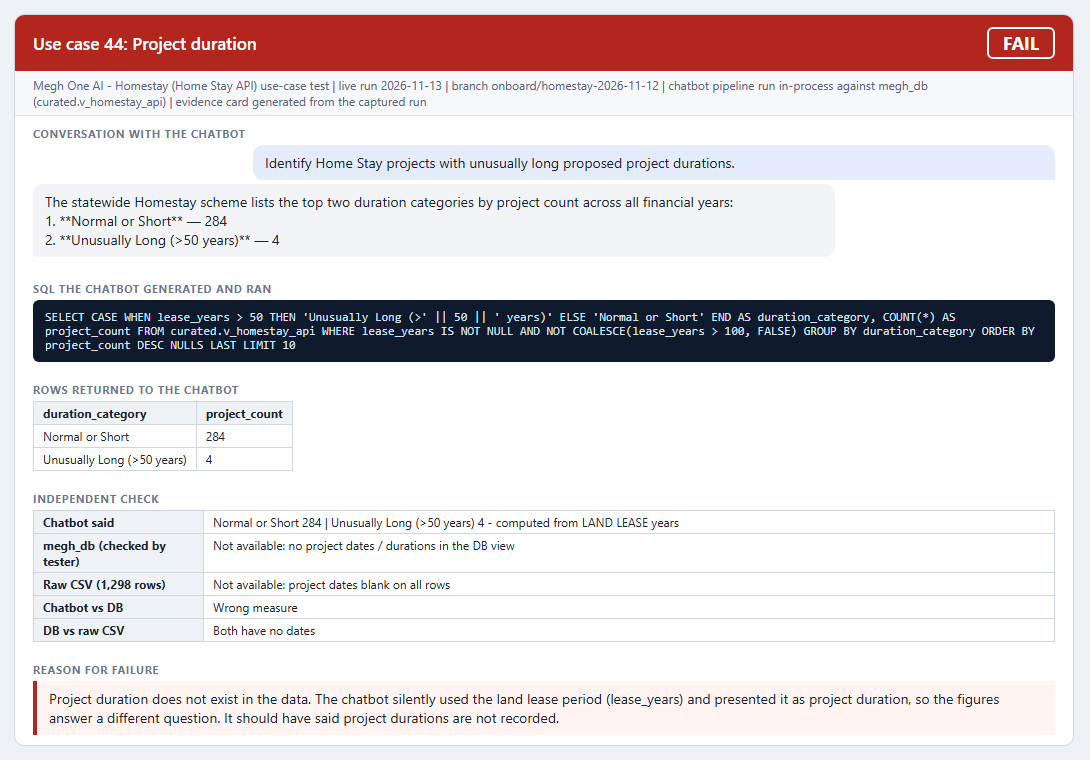 Use case 44: Project duration
FAIL
Megh One AI - Homestay (Home Stay API) use-case test | live run 2026-11-13 | branch onboard/homestay-2026-11-12 | chatbot pipeline run in-process against megh_db
(curated.v_homestay_api) | evidence card generated from the captured run
CONVERSATION WITH THE CHATBOT
Identify Home Stay projects with unusually long proposed project durations.
The statewide Homestay scheme lists the top two duration categories by project count across all financial years:
1. **Normal or Short** — 284
2. **Unusually Long (>50 years)** — 4
SQL THE CHATBOT GENERATED AND RAN
SELECT CASE WHEN lease_years > 50 THEN 'Unusually Long (>' || 50 || ' years)' ELSE 'Normal or Short' END AS duration_category, COUNT(*) AS
project_count FROM curated.v_homestay_api WHERE lease_years IS NOT NULL AND NOT COALESCE(lease_years > 100, FALSE) GROUP BY duration_category ORDER BY
project_count DESC NULLS LAST LIMIT 10
ROWS RETURNED TO THE CHATBOT
duration_category project_count
Normal or Short 284
Unusually Long (>50 years) 4
INDEPENDENT CHECK
Chatbot said Normal or Short 284 | Unusually Long (>50 years) 4 - computed from LAND LEASE years
megh_db (checked by Not available: no project dates / durations in the DB view
tester)
Raw CSV (1,298 rows) Not available: project dates blank on all rows
Chatbot vs DB Wrong measure
DB vs raw CSV Both have no dates
REASON FOR FAILURE
Project duration does not exist in the data. The chatbot silently used the land lease period (lease_years) and presented it as project duration, so the figures
answer a different question. It should have said project durations are not recorded.